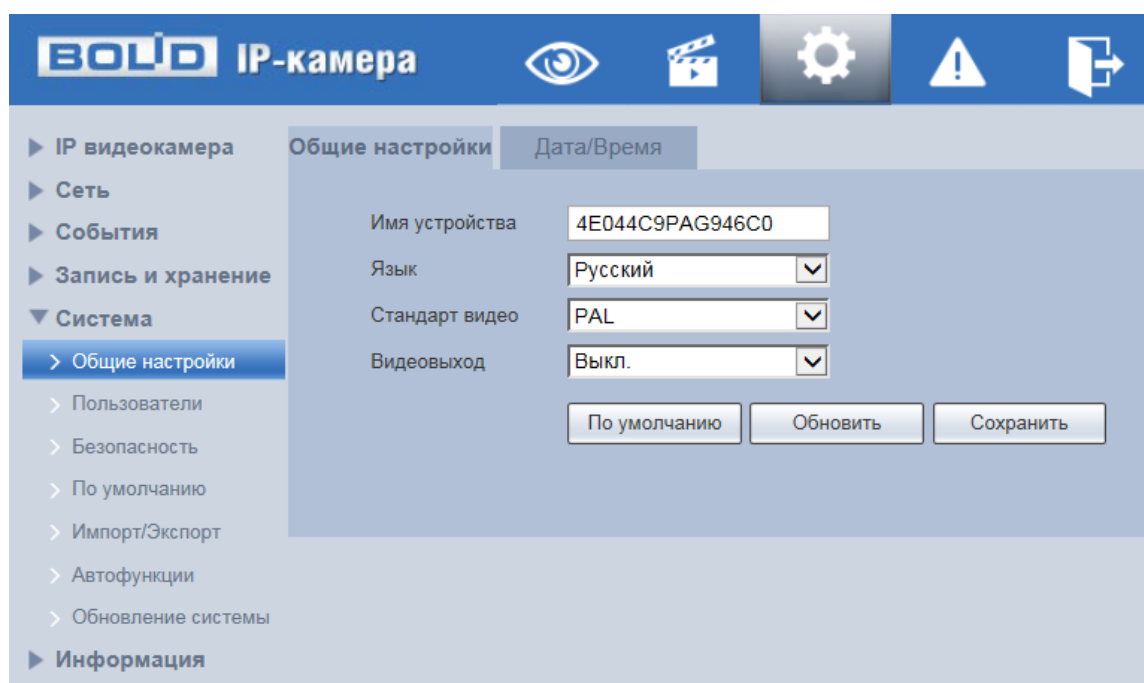 BOLID IP-камера
IP видеокамера
Сеть
События
Запись и хранение
Система
Общие настройки
Пользователи
Безопасность
По умолчанию
Импорт/Экспорт
Автофункции
Обновление системы
Информация
Общие настройки Дата/Время
Имя устройства 4E044C9PAG946C0
Язык Русский
Стандарт видео PAL
Видеовыход Выкл.
По умолчанию Обновить Сохранить